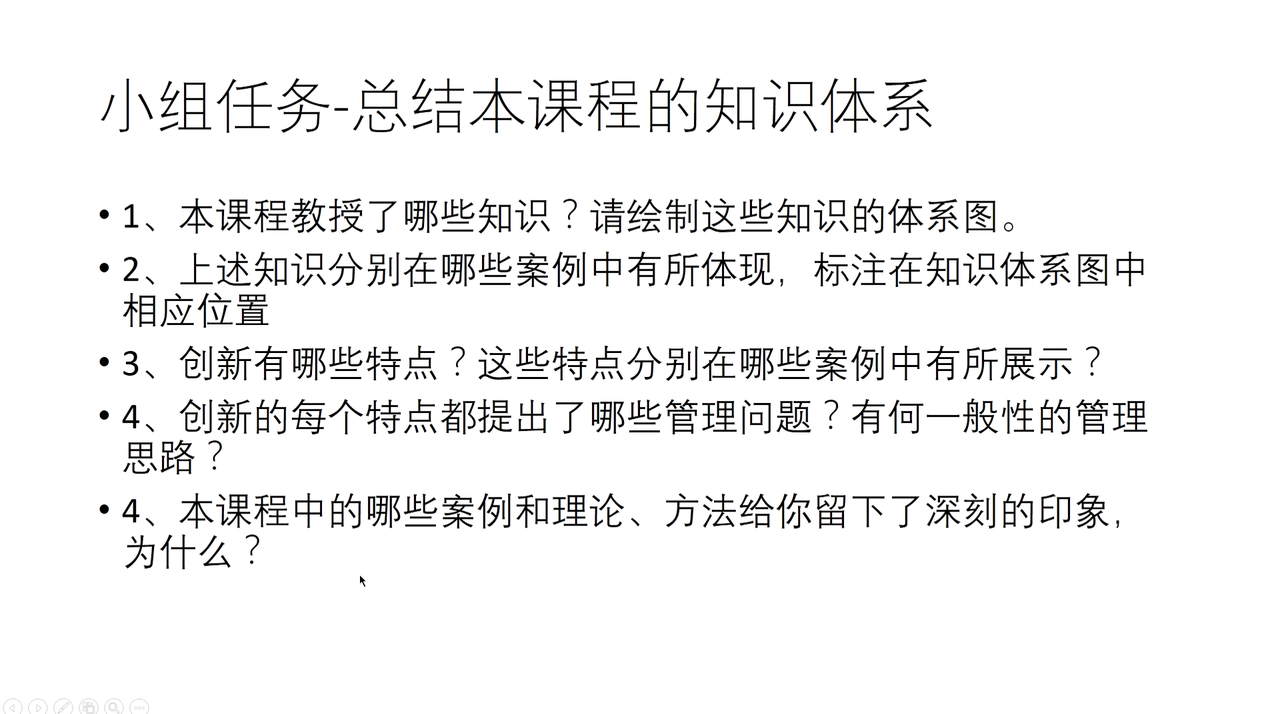 小组任务-总结本课程的知识体系
• 1、本课程教授了哪些知识？请绘制这些知识的体系图。
• 2、上述知识分别在哪些案例中有所体现，标注在知识体系图中
相应位置
• 3、创新有哪些特点？这些特点分别在哪些案例中有所展示？
• 4、创新的每个特点都提出了哪些管理问题？有何一般性的管理
思路？
• 4、本课程中的哪些案例和理论、方法给你留下了深刻的印象，
为什么？